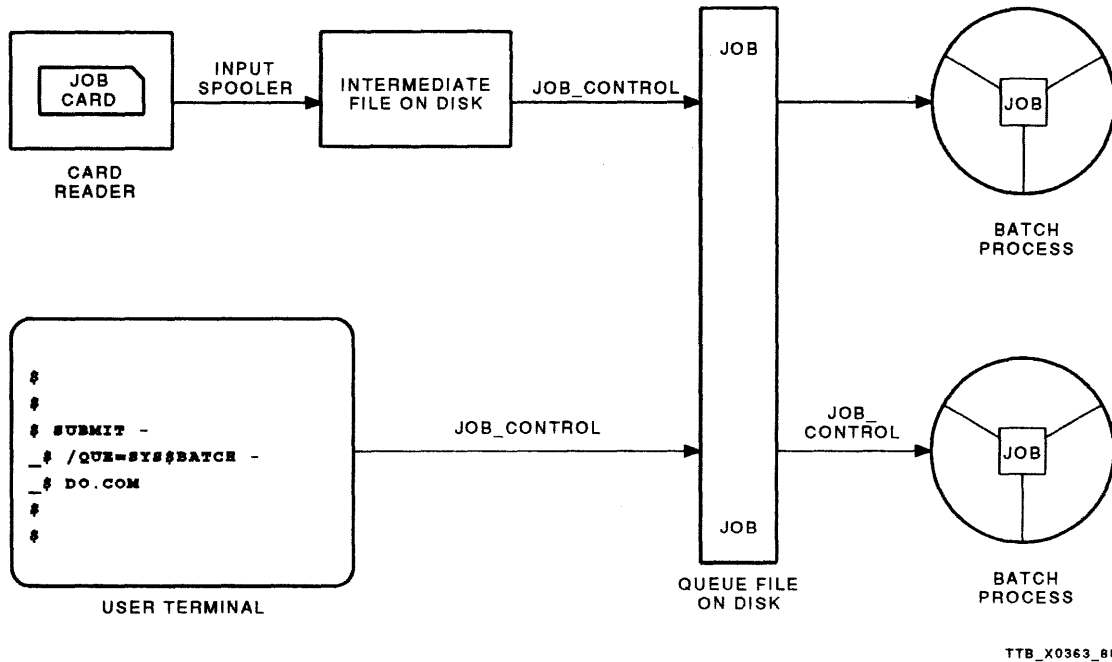 JOB
CARD
CARD
READER
INPUT
SPOOLER
INTERMEDIATE
FILE ON DISK
JOB_CONTROL
JOB
JOB
BATCH
PROCESS
$
$
$ SUBMIT -
_$ /QUE=SYS$BATCH -
_$ DO.COM
$
$
USER TERMINAL
JOB_CONTROL
JOB
QUEUE FILE
ON DISK
JOB_
CONTROL
JOB
BATCH
PROCESS